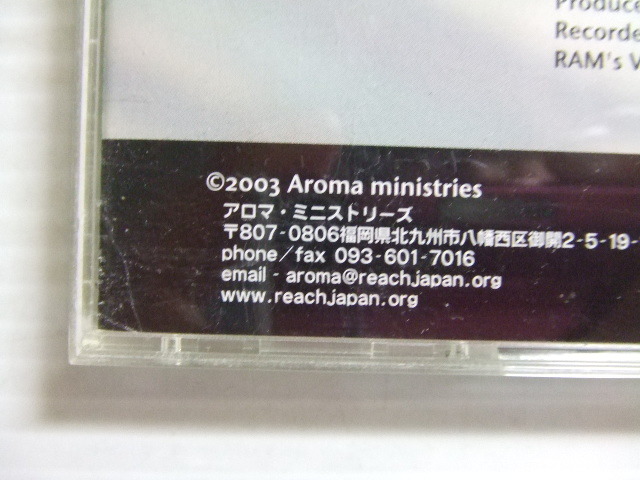 Produce
Recorde
RAM's V
©2003 Aroma ministries
アロマ・ミニストリーズ
〒807-0806福岡県北九州市八幡西区御開2-5-19-
phone/fax 093-601-7016
email - aroma@reachjapan.org
www.reachjapan.org